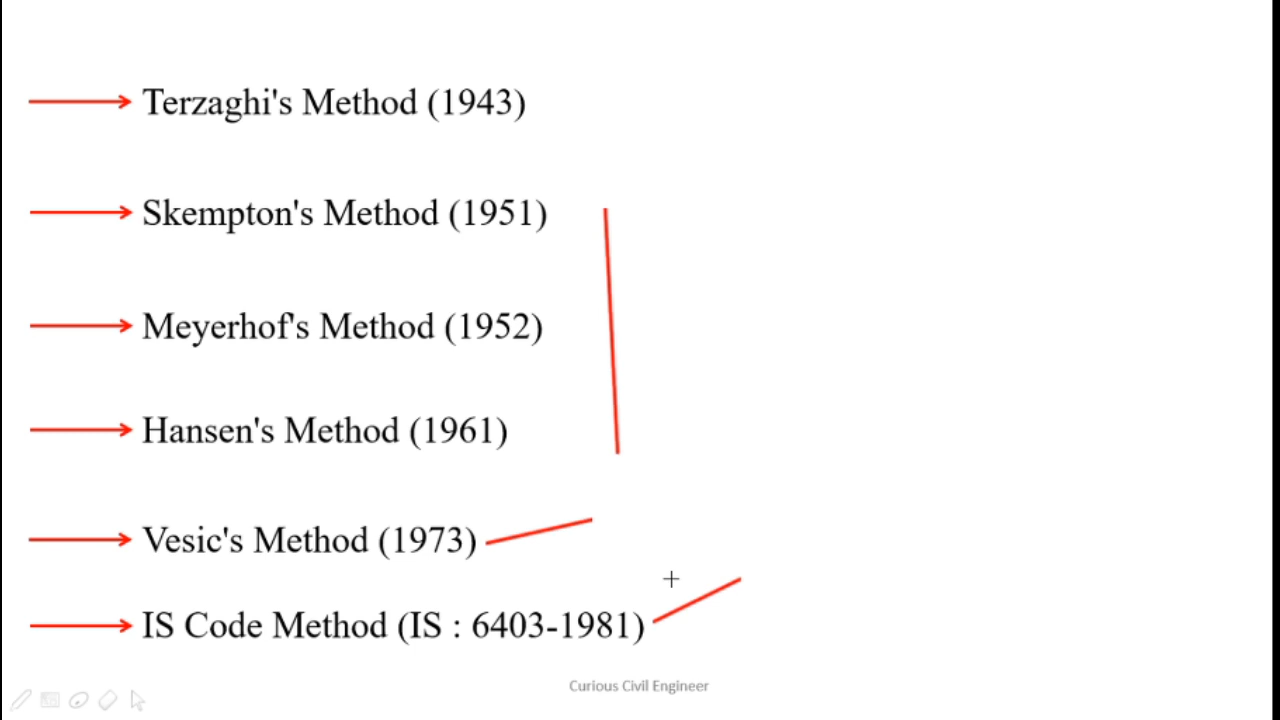 Terzaghi's Method (1943)
Skempton's Method (1951)
Meyerhof's Method (1952)
Hansen's Method (1961)
Vesic's Method (1973)
IS Code Method (IS : 6403-1981)
Curious Civil Engineer